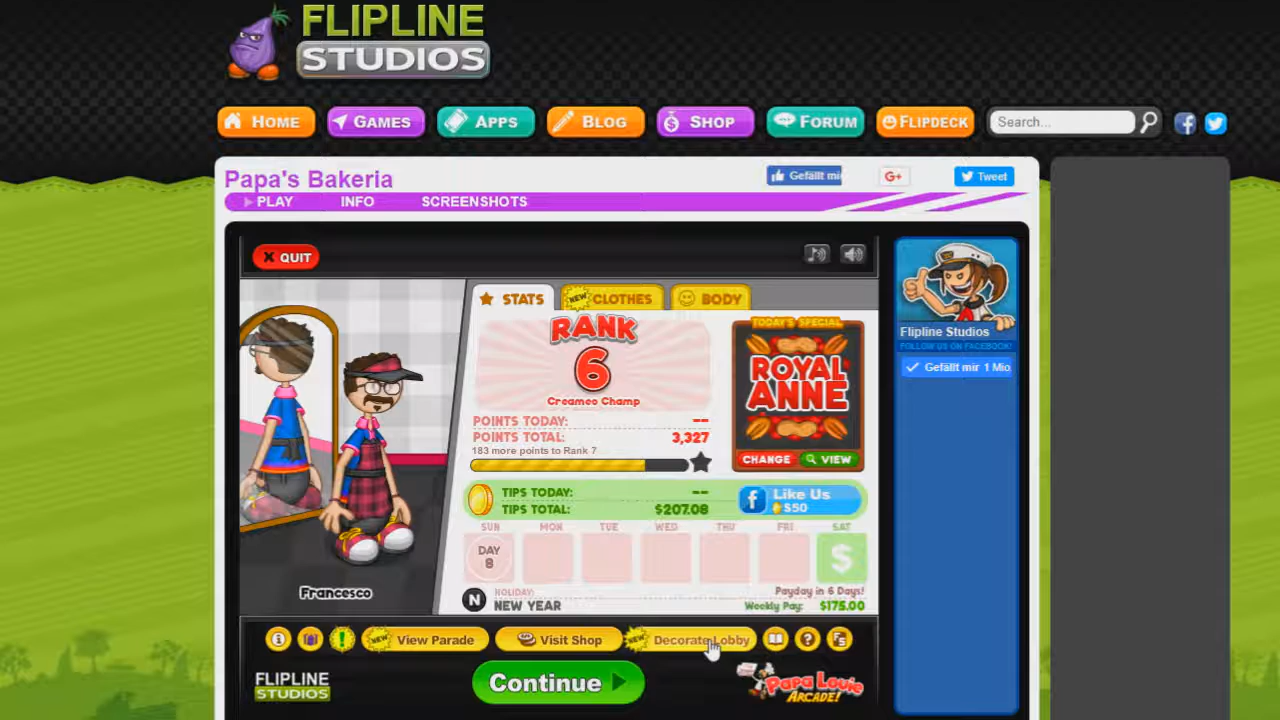 FLIPLINE
STUDIOS
HOME
GAMES
APPS
BLOG
SHOP
FORUM
FLIPDECK
Search...
Papa's Bakeria
Gefällt mi
G+
Tweet
PLAY
INFO
SCREENSHOTS
X QUIT
STATS
NEW
CLOTHES
BODY
RANK
6
Creameo Champ
TODAY'S SPECIAL
ROYAL
ANNE
CHANGE
VIEW
POINTS TODAY: --
POINTS TOTAL: 3,327
183 more points to Rank 7
TIPS TODAY: --
TIPS TOTAL: $207.08
Like Us
$50
SUN MON TUE WED THU FRI SAT
DAY
8
$
N
HOLIDAY:
NEW YEAR
Payday in 6 Days!
Weekly Pay: $175.00
Francesco
Flipline Studios
FOLLOW US ON FACEBOOK!
Gefällt mir 1 Mio
NEW View Parade
Visit Shop
NEW Decorate Lobby
?
FS
FLIPLINE
STUDIOS
Continue
Papa Louie
ARCADE!